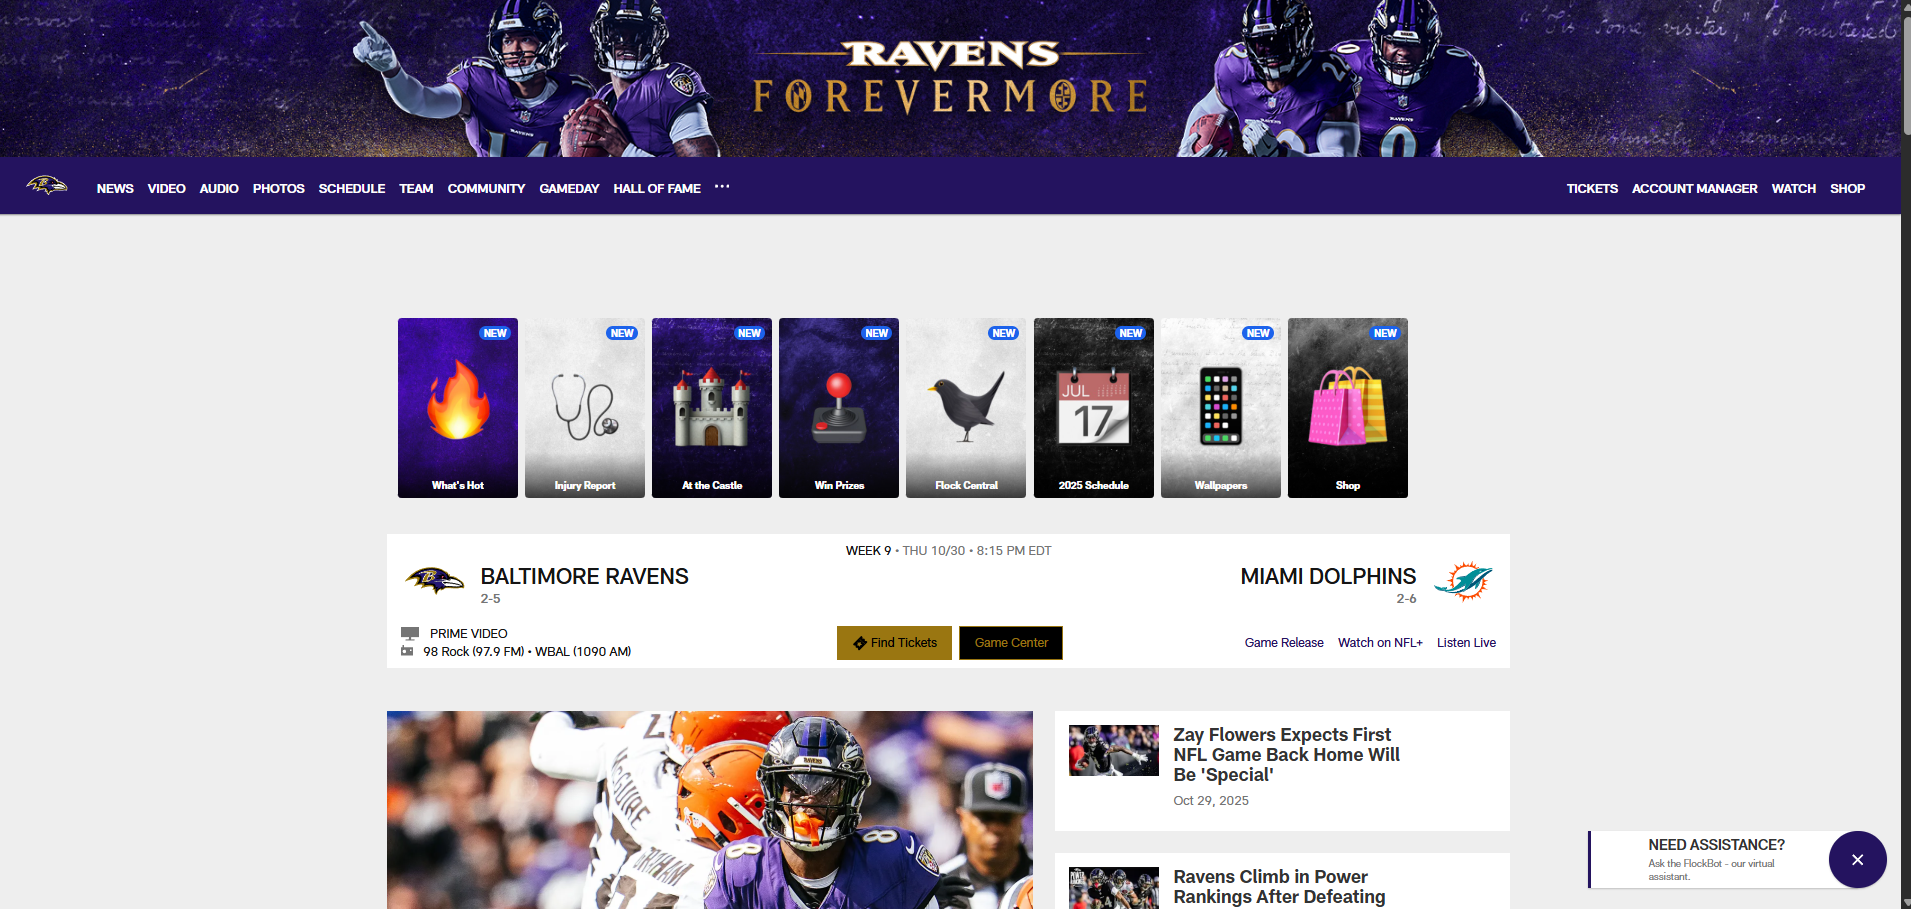 RAVENS
FOREVERMORE
NEWS VIDEO AUDIO PHOTOS SCHEDULE TEAM COMMUNITY GAMEDAY HALL OF FAME ···
TICKETS ACCOUNT MANAGER WATCH SHOP
NEW NEW NEW NEW NEW NEW NEW NEW
JUL
17
What's Hot
Injury Report
At the Castle
Win Prizes
Flock Central
2025 Schedule
Wallpapers
Shop
WEEK 9 • THU 10/30 • 8:15 PM EDT
BALTIMORE RAVENS
2-5
MIAMI DOLPHINS
2-6
PRIME VIDEO
98 Rock (97.9 FM) • WBAL (1090 AM)
Find Tickets
Game Center
Game Release Watch on NFL+ Listen Live
Zay Flowers Expects First
NFL Game Back Home Will
Be 'Special'
Oct 29, 2025
Ravens Climb in Power
Rankings After Defeating
NEED ASSISTANCE?
Ask the FlockBot - our virtual
assistant.